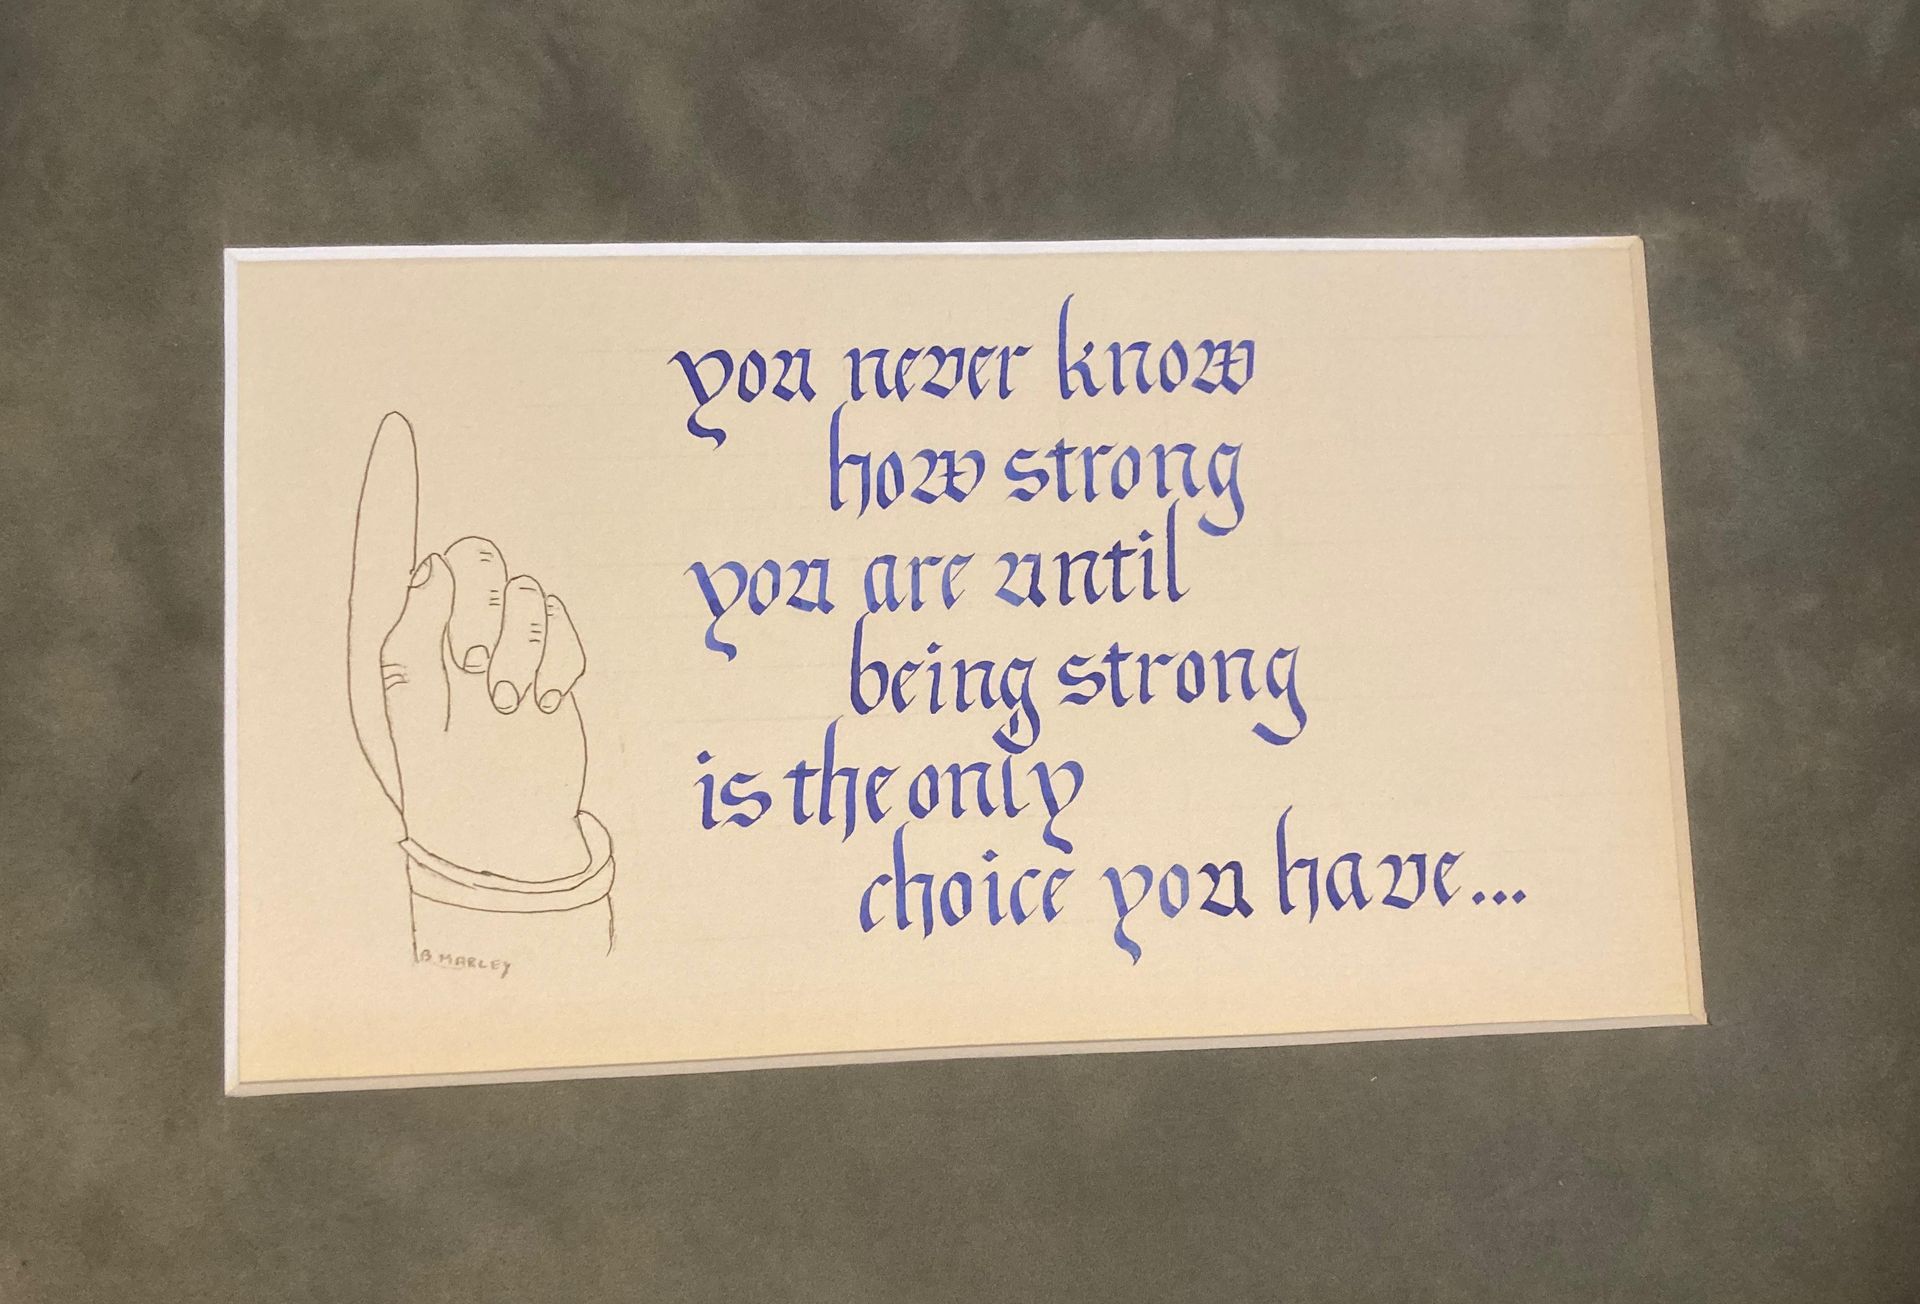 you never know
how strong
you are until
being strong
is the only
choice you have...
B. MARLEY